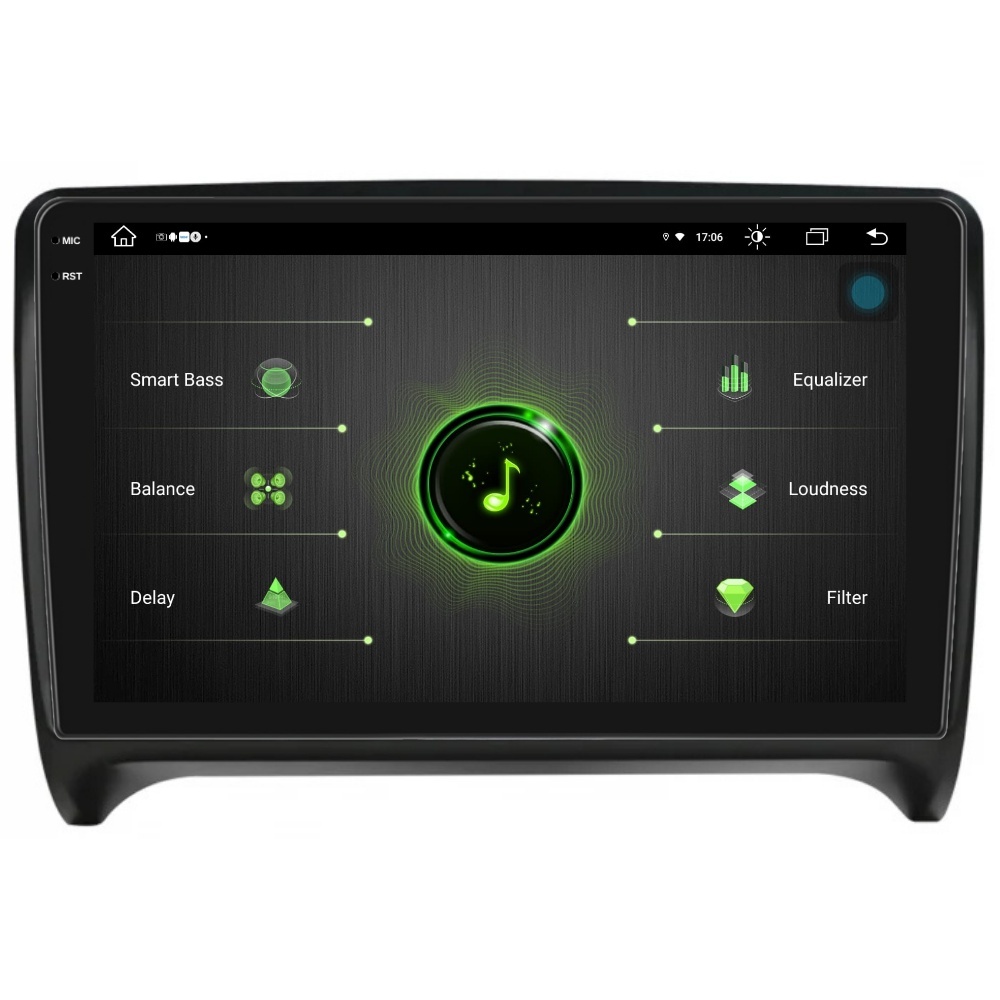 MIC
17:06
RST
Smart Bass
Equalizer
Balance
Loudness
Delay
Filter